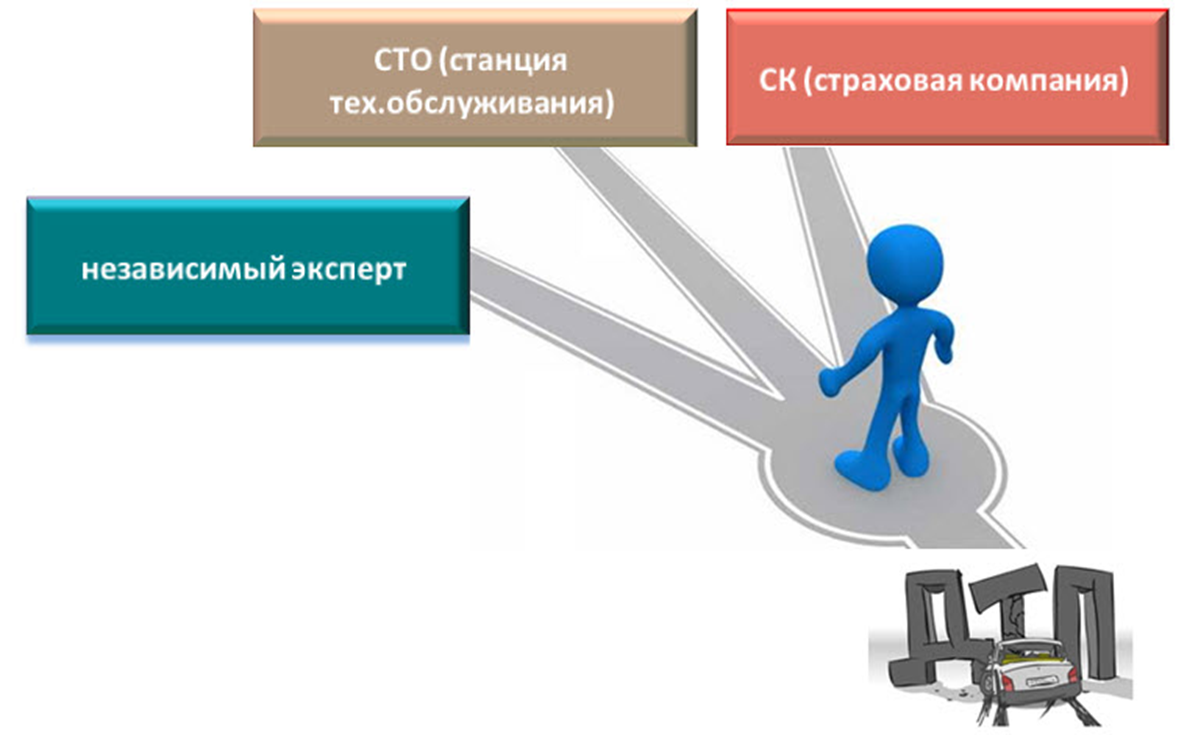 СТО (станция
тех.обслуживания)
СК (страховая компания)
независимый эксперт
ДТП